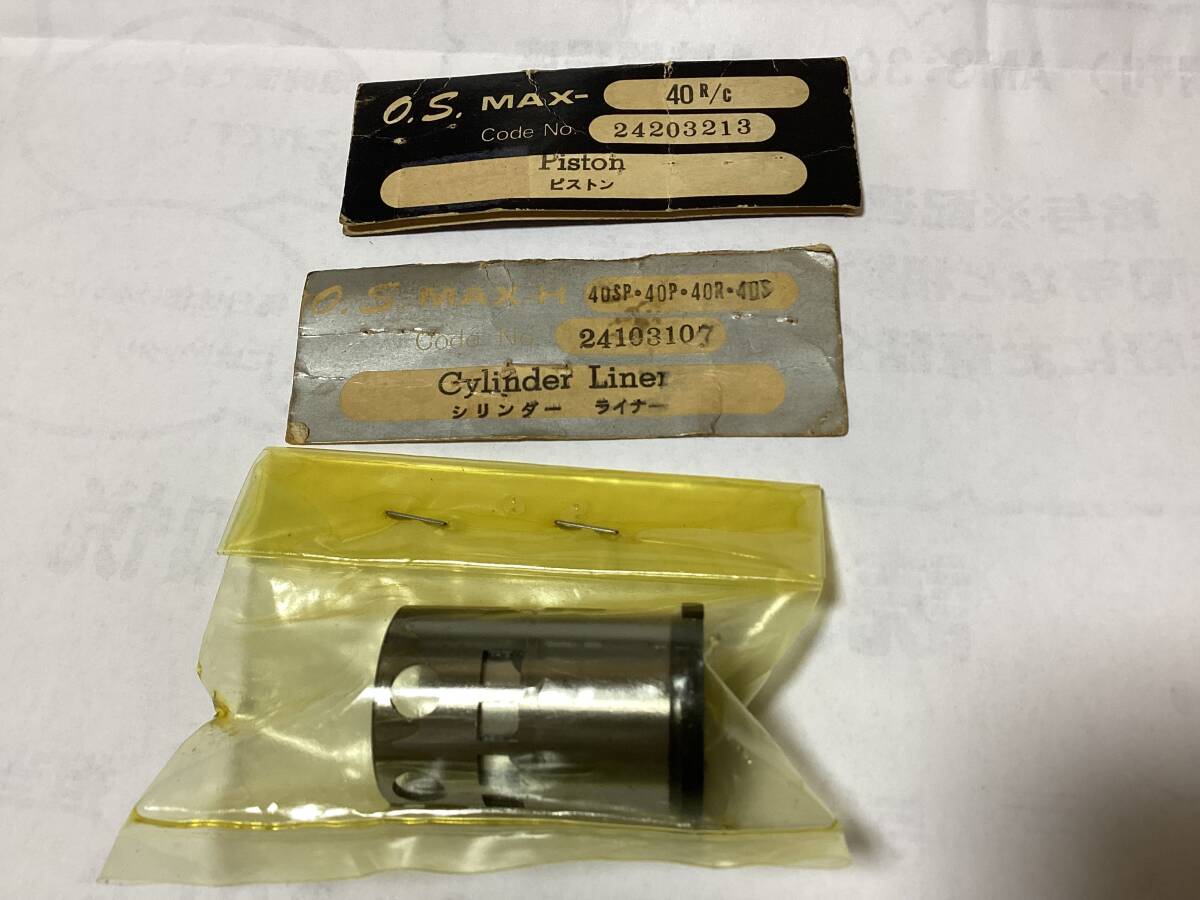 O.S. MAX- 40 R/C
Code No. 24203213
Piston
ピストン
O.S. MAX-H 40SP・40P・40R・40S
Code No. 24103107
Cylinder Liner
シリンダー ライナー